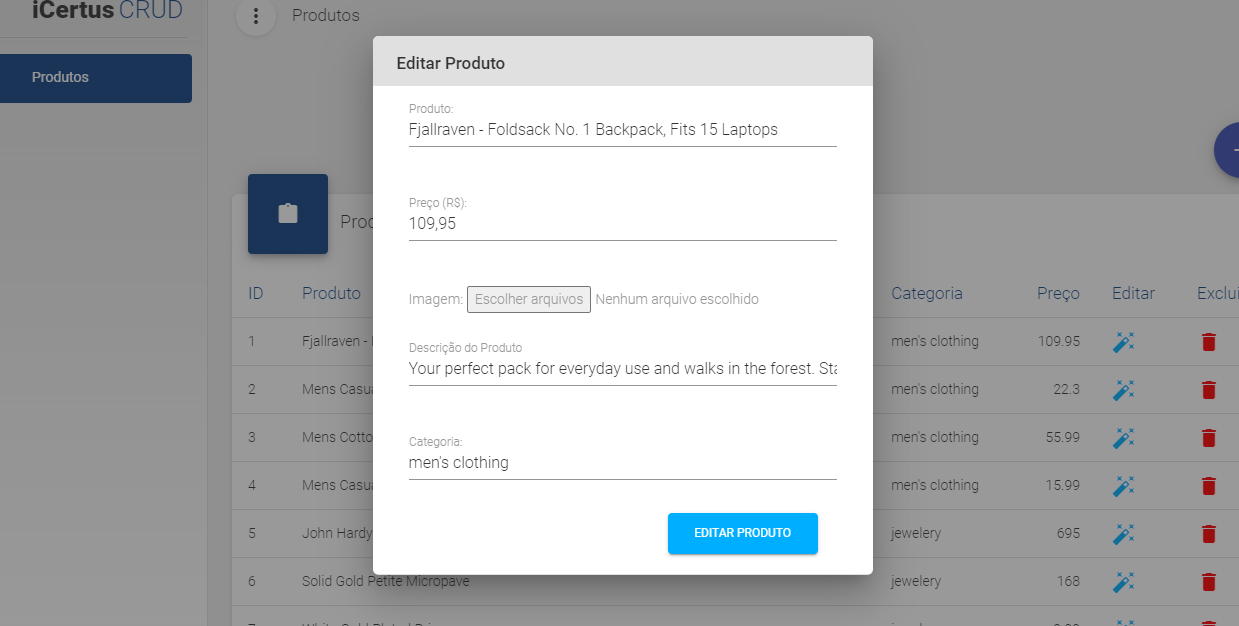 iCertus CRUD
Produtos
Produtos
Editar Produto
Produto:
Fjallraven - Foldsack No. 1 Backpack, Fits 15 Laptops
Preço (R$):
109,95
Imagem: Escolher arquivos Nenhum arquivo escolhido
Descrição do Produto
Your perfect pack for everyday use and walks in the forest. Sta
Categoria:
men's clothing
EDITAR PRODUTO
Proc
ID Produto Categoria Preço Editar Exclui
1 Fjallraven - men's clothing 109.95
2 Mens Casua men's clothing 22.3
3 Mens Cotto men's clothing 55.99
4 Mens Casua men's clothing 15.99
5 John Hardy jewelery 695
6 Solid Gold Petite Micropave jewelery 168